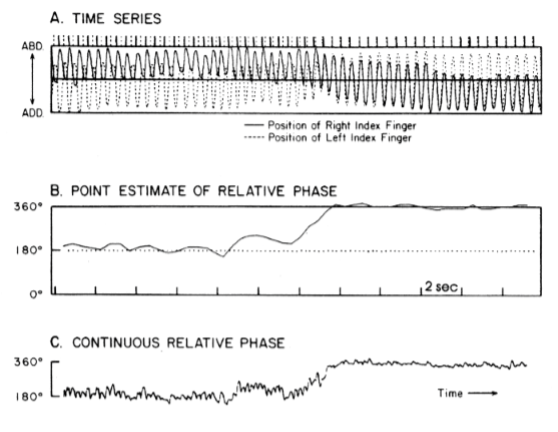 A. TIME SERIES
ABD.
ADD.
Position of Right Index Finger
Position of Left Index Finger
B. POINT ESTIMATE OF RELATIVE PHASE
360°
180°
2 sec
0°
C. CONTINUOUS RELATIVE PHASE
360°
180°
Time